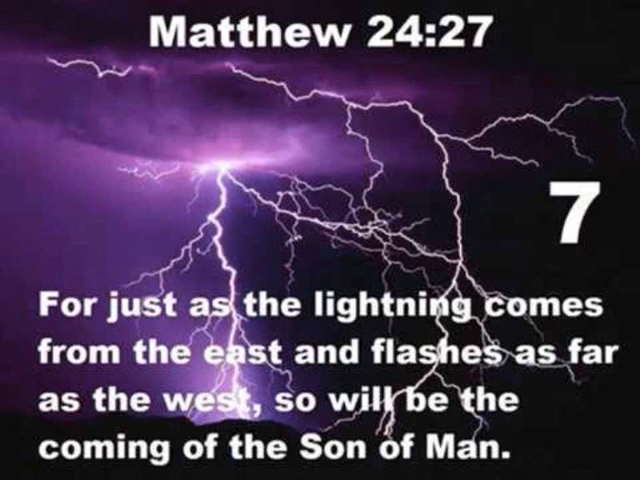 Matthew 24:27
7
For just as the lightning comes
from the east and flashes as far
as the west, so will be the
coming of the Son of Man.